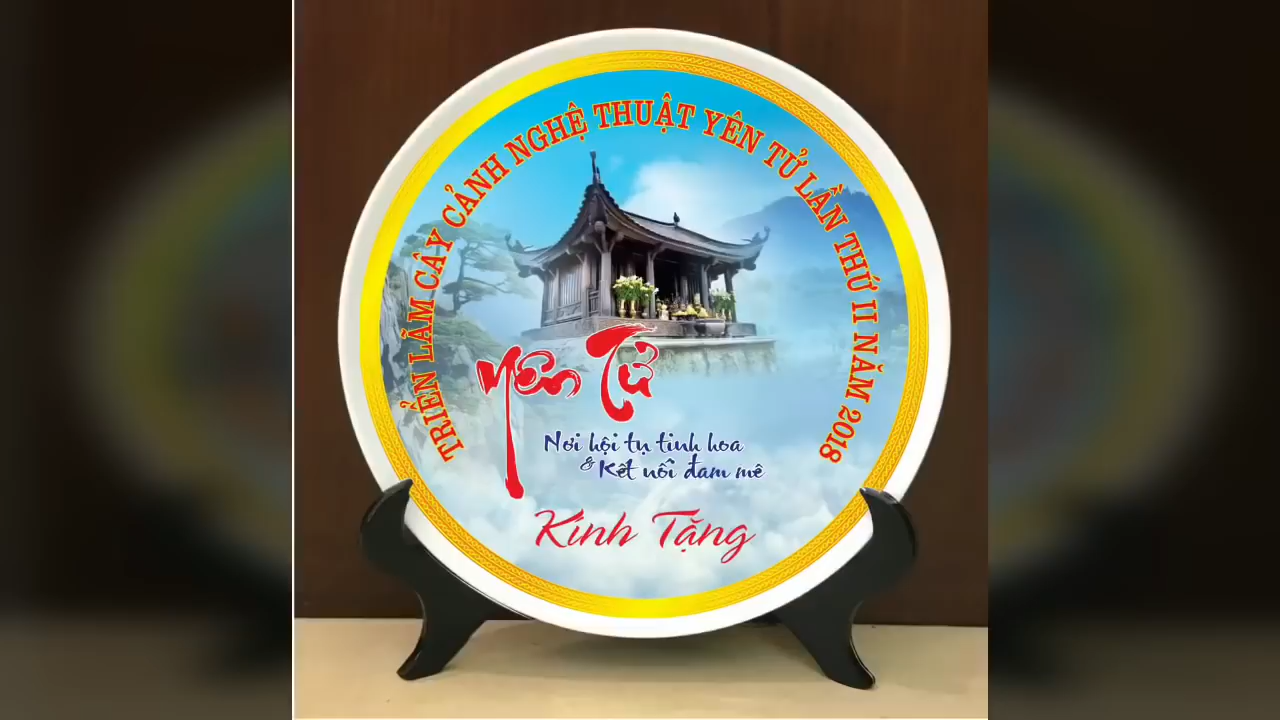 TRIỂN LÃM CÂY CẢNH NGHỆ THUẬT YÊN TỬ LẦN THỨ II NĂM 2018
Yên Tử
Nơi hội tụ tinh hoa
& Kết nối đam mê
Kính Tặng